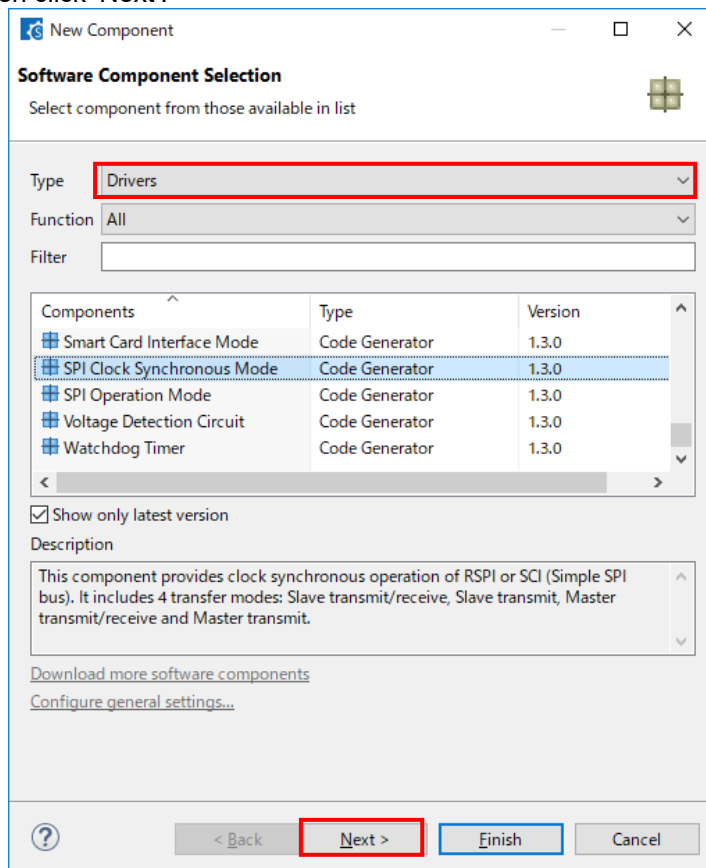 click 'Next'.
New Component
Software Component Selection
Select component from those available in list
Type Drivers
Function All
Filter
Components Type Version
Smart Card Interface Mode Code Generator 1.3.0
SPI Clock Synchronous Mode Code Generator 1.3.0
SPI Operation Mode Code Generator 1.3.0
Voltage Detection Circuit Code Generator 1.3.0
Watchdog Timer Code Generator 1.3.0
Show only latest version
Description
This component provides clock synchronous operation of RSPI or SCI (Simple SPI
bus). It includes 4 transfer modes: Slave transmit/receive, Slave transmit, Master
transmit/receive and Master transmit.
Download more software components
Configure general settings...
? < Back Next > Finish Cancel